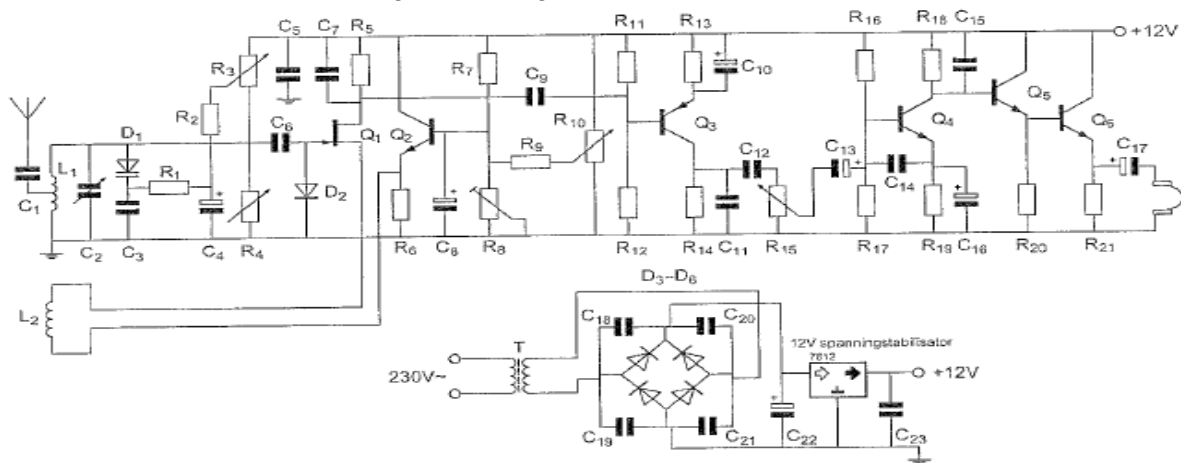 C5 C7 R5 R11 R13 R16 R18 C15
+12V
R3 R7 C9 + C10
R2 Q5
D1 C6 Q1 Q2 R10 Q3 Q4 Q6
L1 R9 C13 C17
R1 C12 + +
C1 + D2 + C14 +
C2 C3 C4 R4 R6 C8 R8 R12 R14 C11 R15 R17 R19 C16 R20 R21
D3-D6
L2
C18 C20
T 12V spanningstabilisator
7812
230V~ +12V
+
C19 C21 C22 C23